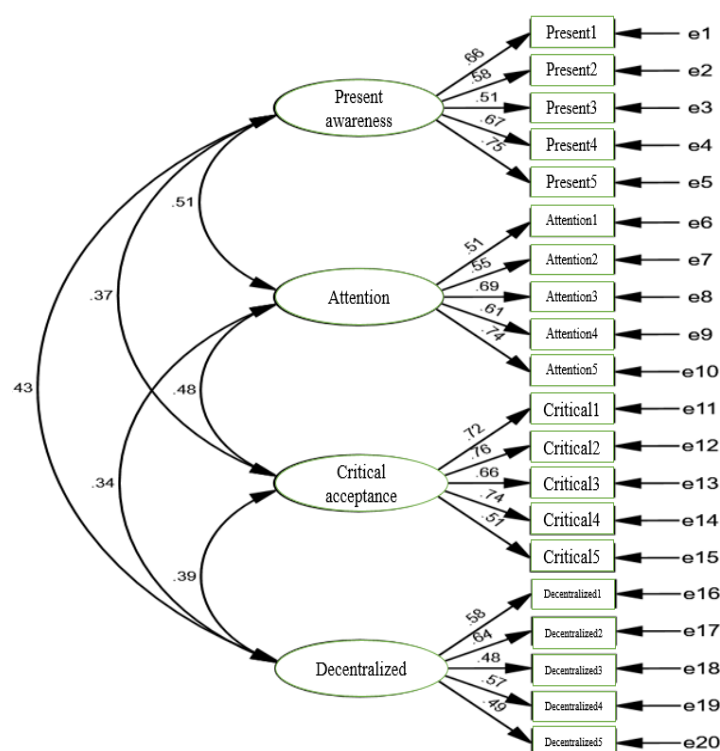 Present1
e1
.66
Present2
e2
.58
Present
awareness
.51
Present3
e3
.67
Present4
e4
.75
Present5
e5
.51
Attention1
e6
.51
Attention2
e7
.55
Attention
.69
Attention3
e8
.37
.61
Attention4
e9
.74
Attention5
e10
43
.48
Critical1
e11
.72
Critical2
e12
.76
Critical
acceptance
.66
Critical3
e13
.34
.74
Critical4
e14
.51
Critical5
e15
.39
Decentralized1
e16
.58
Decentralized2
e17
.64
Decentralized
.48
Decentralized3
e18
.57
Decentralized4
e19
.49
Decentralized5
e20